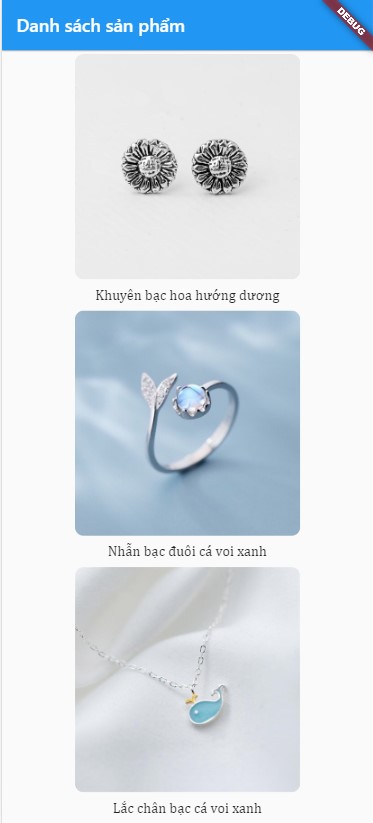 Danh sách sản phẩm
DEBUG
Khuyên bạc hoa hướng dương
Nhẫn bạc đuôi cá voi xanh
Lắc chân bạc cá voi xanh